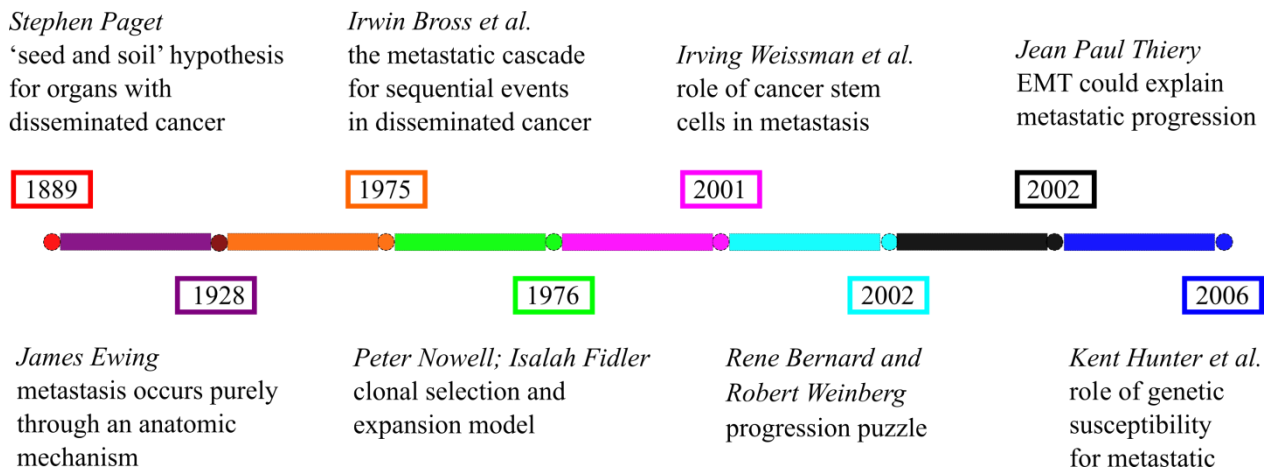 Stephen Paget
‘seed and soil’ hypothesis
for organs with
disseminated cancer
1889
James Ewing
metastasis occurs purely
through an anatomic
mechanism
1928
Irwin Bross et al.
the metastatic cascade
for sequential events
in disseminated cancer
1975
Peter Nowell; Isalah Fidler
clonal selection and
expansion model
1976
Irving Weissman et al.
role of cancer stem
cells in metastasis
2001
Rene Bernard and
Robert Weinberg
progression puzzle
2002
Jean Paul Thiery
EMT could explain
metastatic progression
2002
Kent Hunter et al.
role of genetic
susceptibility
for metastatic
2006